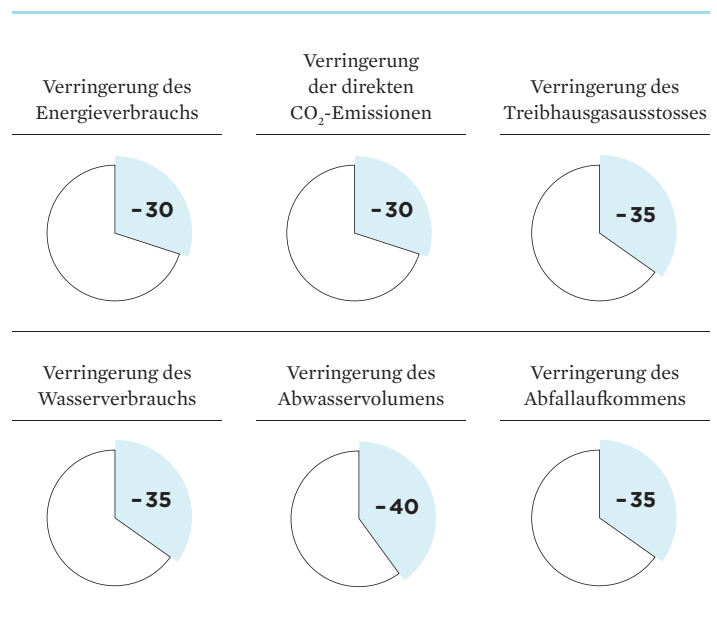 Verringerung des
Energieverbrauchs
Verringerung
der direkten
CO₂-Emissionen
Verringerung des
Treibhausgasausstosses
– 30
– 30
– 35
Verringerung des
Wasserverbrauchs
Verringerung des
Abwasservolumens
Verringerung des
Abfallaufkommens
– 35
– 40
– 35